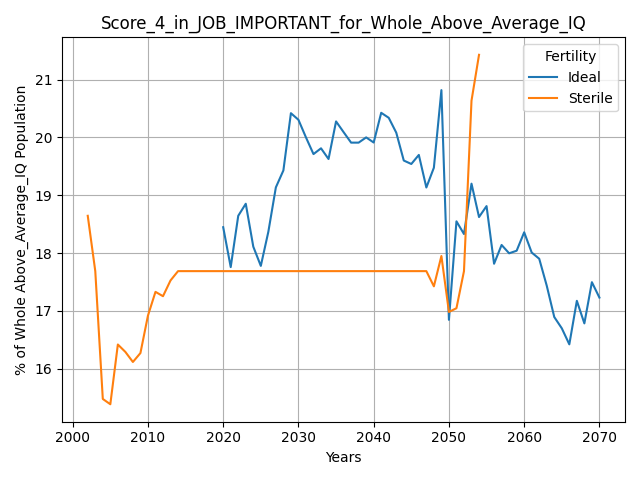 Score_4_in_JOB_IMPORTANT_for_Whole_Above_Average_IQ
% of Whole Above_Average_IQ Population
21
20
19
18
17
16
Fertility
Ideal
Sterile
2000 2010 2020 2030 2040 2050 2060 2070
Years